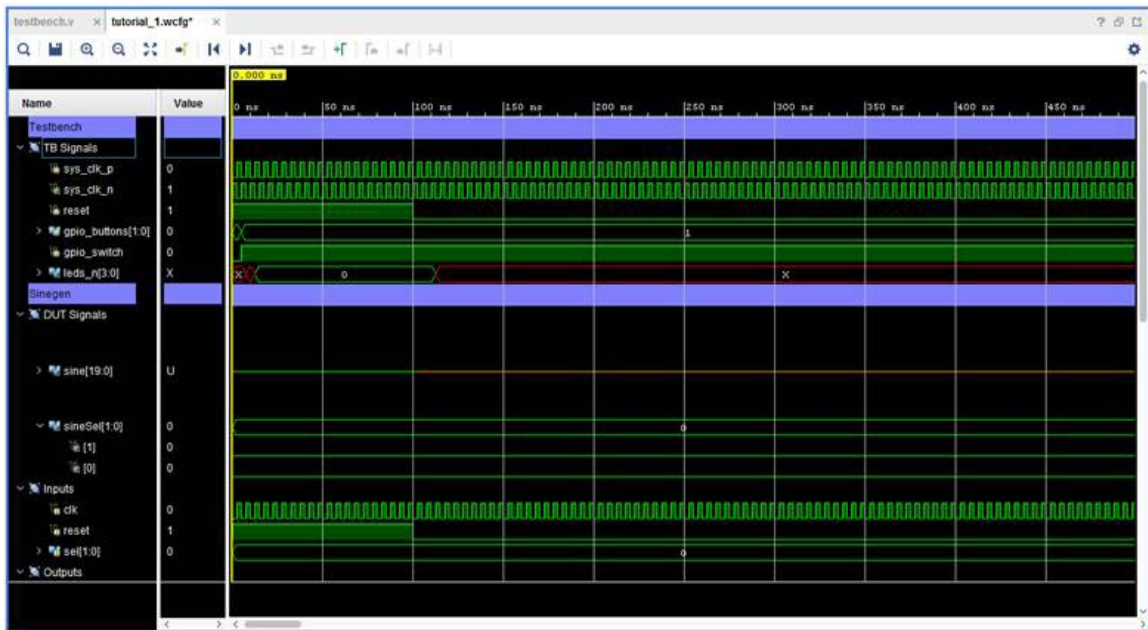 testbench.v × tutorial_1.wcfg* ×
0.000 ns
Name Value 0 ns 50 ns 100 ns 150 ns 200 ns 250 ns 300 ns 350 ns 400 ns 450 ns
Testbench
TB Signals
sys_clk_p 0
sys_clk_n 1
reset 1
gpio_buttons[1:0] 0 1
gpio_switch 0
leds_n[3:0] X X 0 X
Sinegen
DUT Signals
sine[19:0] U
sineSel[1:0] 0 0
[1] 0
[0] 0
Inputs
clk 0
reset 1
sel[1:0] 0 0
Outputs